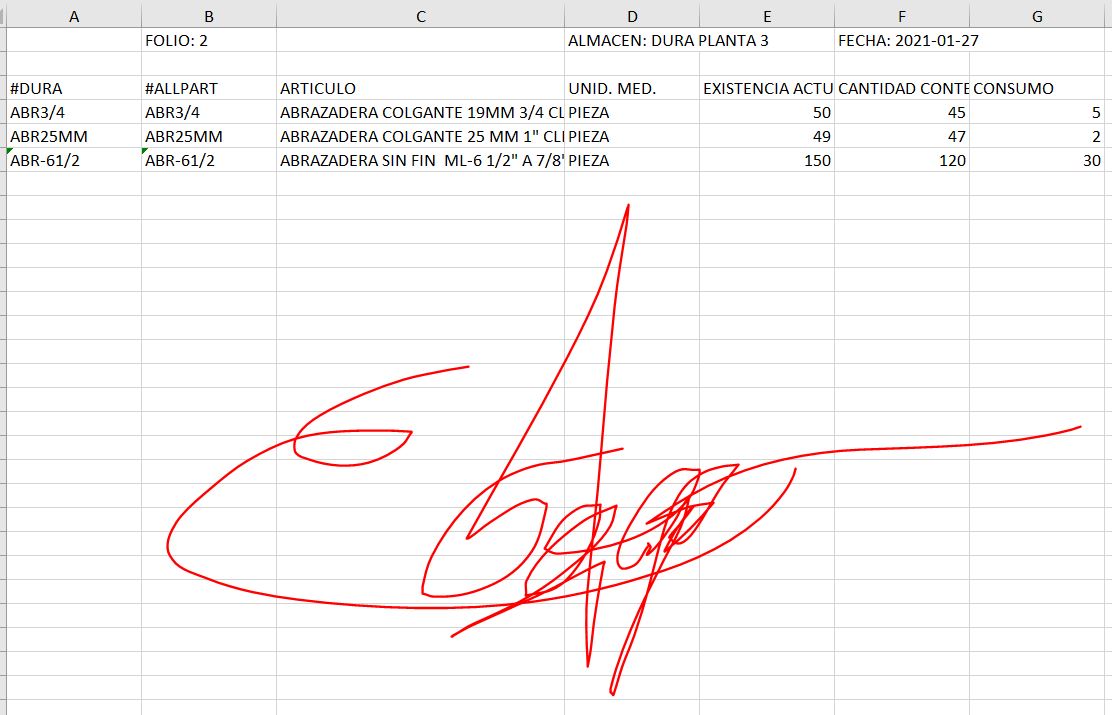 A B C D E F G
FOLIO: 2 ALMACEN: DURA PLANTA 3 FECHA: 2021-01-27
#DURA #ALLPART ARTICULO UNID. MED. EXISTENCIA ACTU CANTIDAD CONTE CONSUMO
ABR3/4 ABR3/4 ABRAZADERA COLGANTE 19MM 3/4 CL PIEZA 50 45 5
ABR25MM ABR25MM ABRAZADERA COLGANTE 25 MM 1" CLI PIEZA 49 47 2
ABR-61/2 ABR-61/2 ABRAZADERA SIN FIN ML-6 1/2" A 7/8" PIEZA 150 120 30